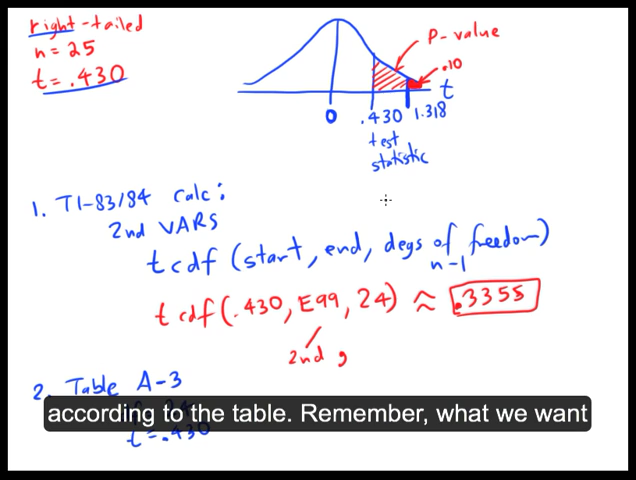 right-tailed
n = 25
t = .430
P-value
.10
t
0
.430
1.318
test
statistic
1. TI-83/84 Calc:
2nd VARS
tcdf (start, end, degs of freedom)
n-1
tcdf(.430, E99, 24) ≈ .3355
2nd ,
2. Table A-3
according to the table. Remember, what we want
t = .430